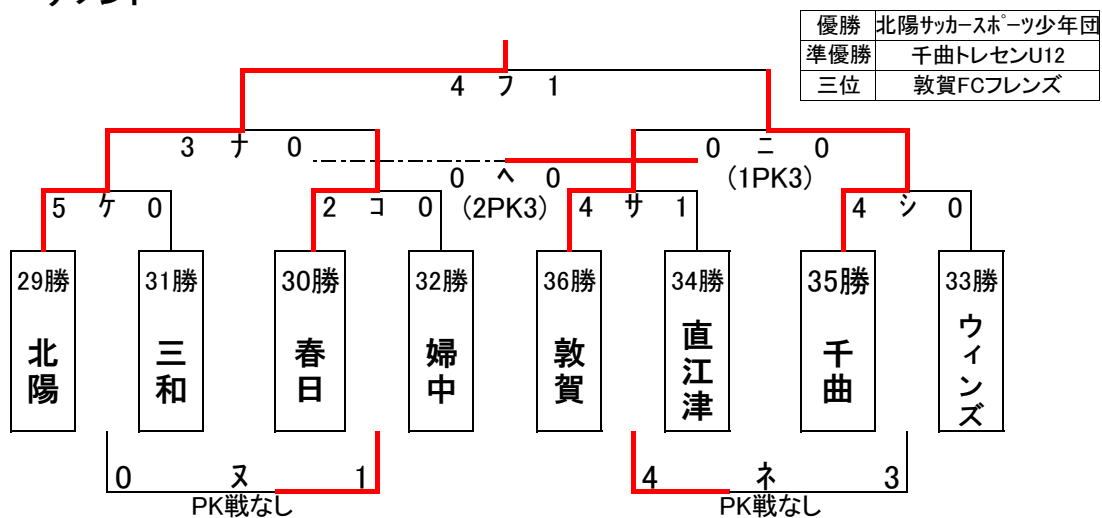 優勝 北陽サッカースポーツ少年団
準優勝 千曲トレセンU12
三位 敦賀FCフレンズ
4 フ 1
3 ナ 0
0 ニ 0
(1PK3)
0 ヘ 0
(2PK3)
5 ケ 0
2 コ 0
4 サ 1
4 シ 0
29勝 31勝 30勝 32勝 36勝 34勝 35勝 33勝
北陽 三和 春日 婦中 敦賀 直江津 千曲 ウィンズ
0 ヌ 1
PK戦なし
4 ネ 3
PK戦なし